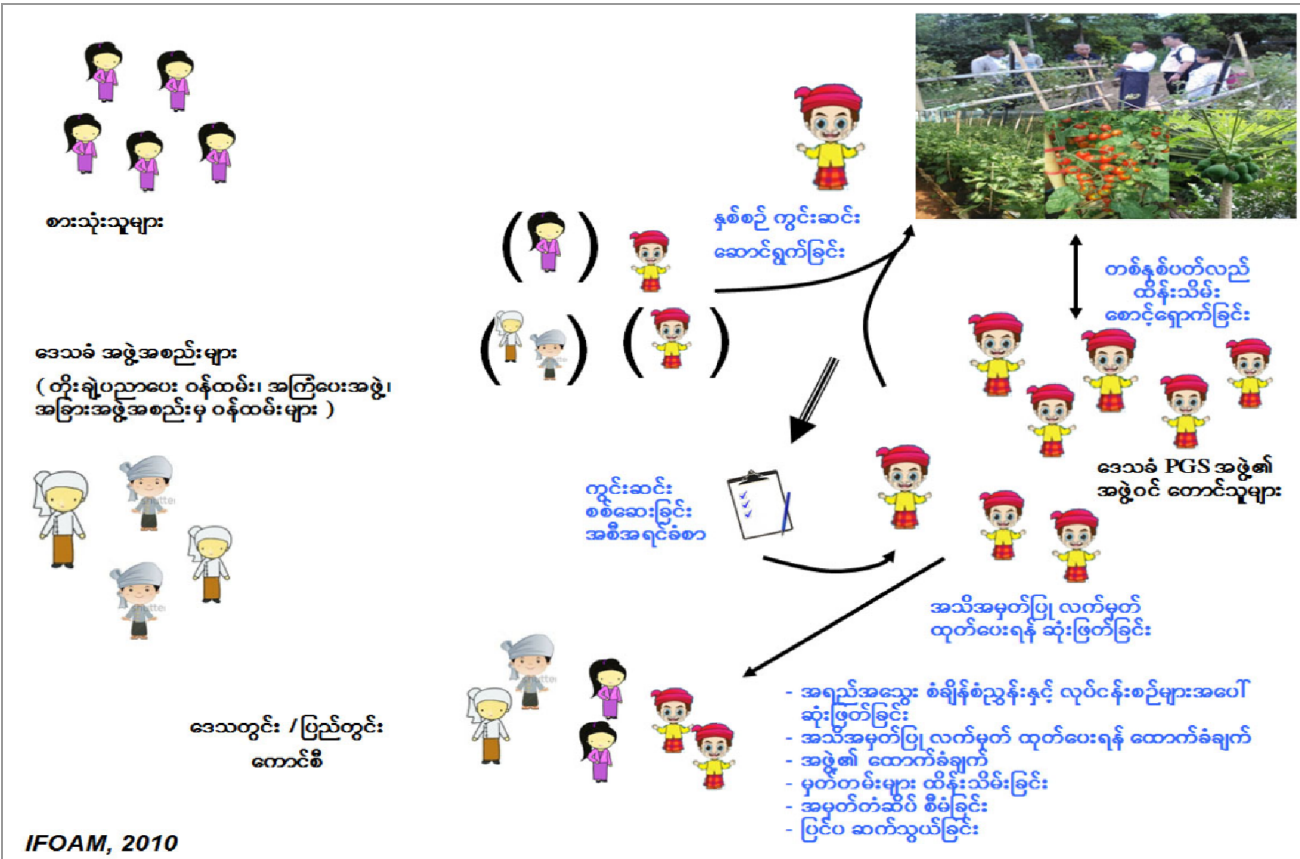 စားသုံးသူများ
နှစ်စဉ် ကွင်းဆင်း
ဆောင်ရွက်ခြင်း
တစ်နှစ်ပတ်လည်
ထိန်းသိမ်း
စောင့်ရှောက်ခြင်း
ဒေသခံ အဖွဲ့အစည်းများ
( တိုးချဲ့ပညာပေး ဝန်ထမ်း၊ အကြံပေးအဖွဲ့၊
အခြားအဖွဲ့အစည်းမှ ဝန်ထမ်းများ )
ဒေသခံ PGS အဖွဲ့၏
အဖွဲ့ဝင် တောင်သူများ
ကွင်းဆင်း
စစ်ဆေးခြင်း
အစီအရင်ခံစာ
အသိအမှတ်ပြု လက်မှတ်
ထုတ်ပေးရန် ဆုံးဖြတ်ခြင်း
ဒေသတွင်း / ပြည်တွင်း
ကောင်စီ
- အရည်အသွေး စံချိန်စံညွှန်းနှင့် လုပ်ငန်းစဉ်များအပေါ်
ဆုံးဖြတ်ခြင်း
- အသိအမှတ်ပြု လက်မှတ် ထုတ်ပေးရန် ထောက်ခံချက်
- အဖွဲ့၏ ထောက်ခံချက်
- မှတ်တမ်းများ ထိန်းသိမ်းခြင်း
- အမှတ်တံဆိပ် စီမံခြင်း
- ပြင်ပ ဆက်သွယ်ခြင်း
IFOAM, 2010